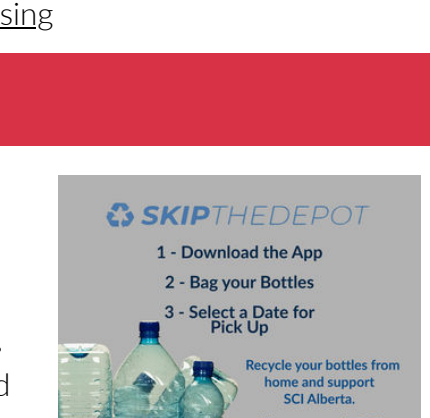 sing
SKIPTHEDEPOT
1 - Download the App
2 - Bag your Bottles
3 - Select a Date for
Pick Up
d
Recycle your bottles from
home and support
SCI Alberta.